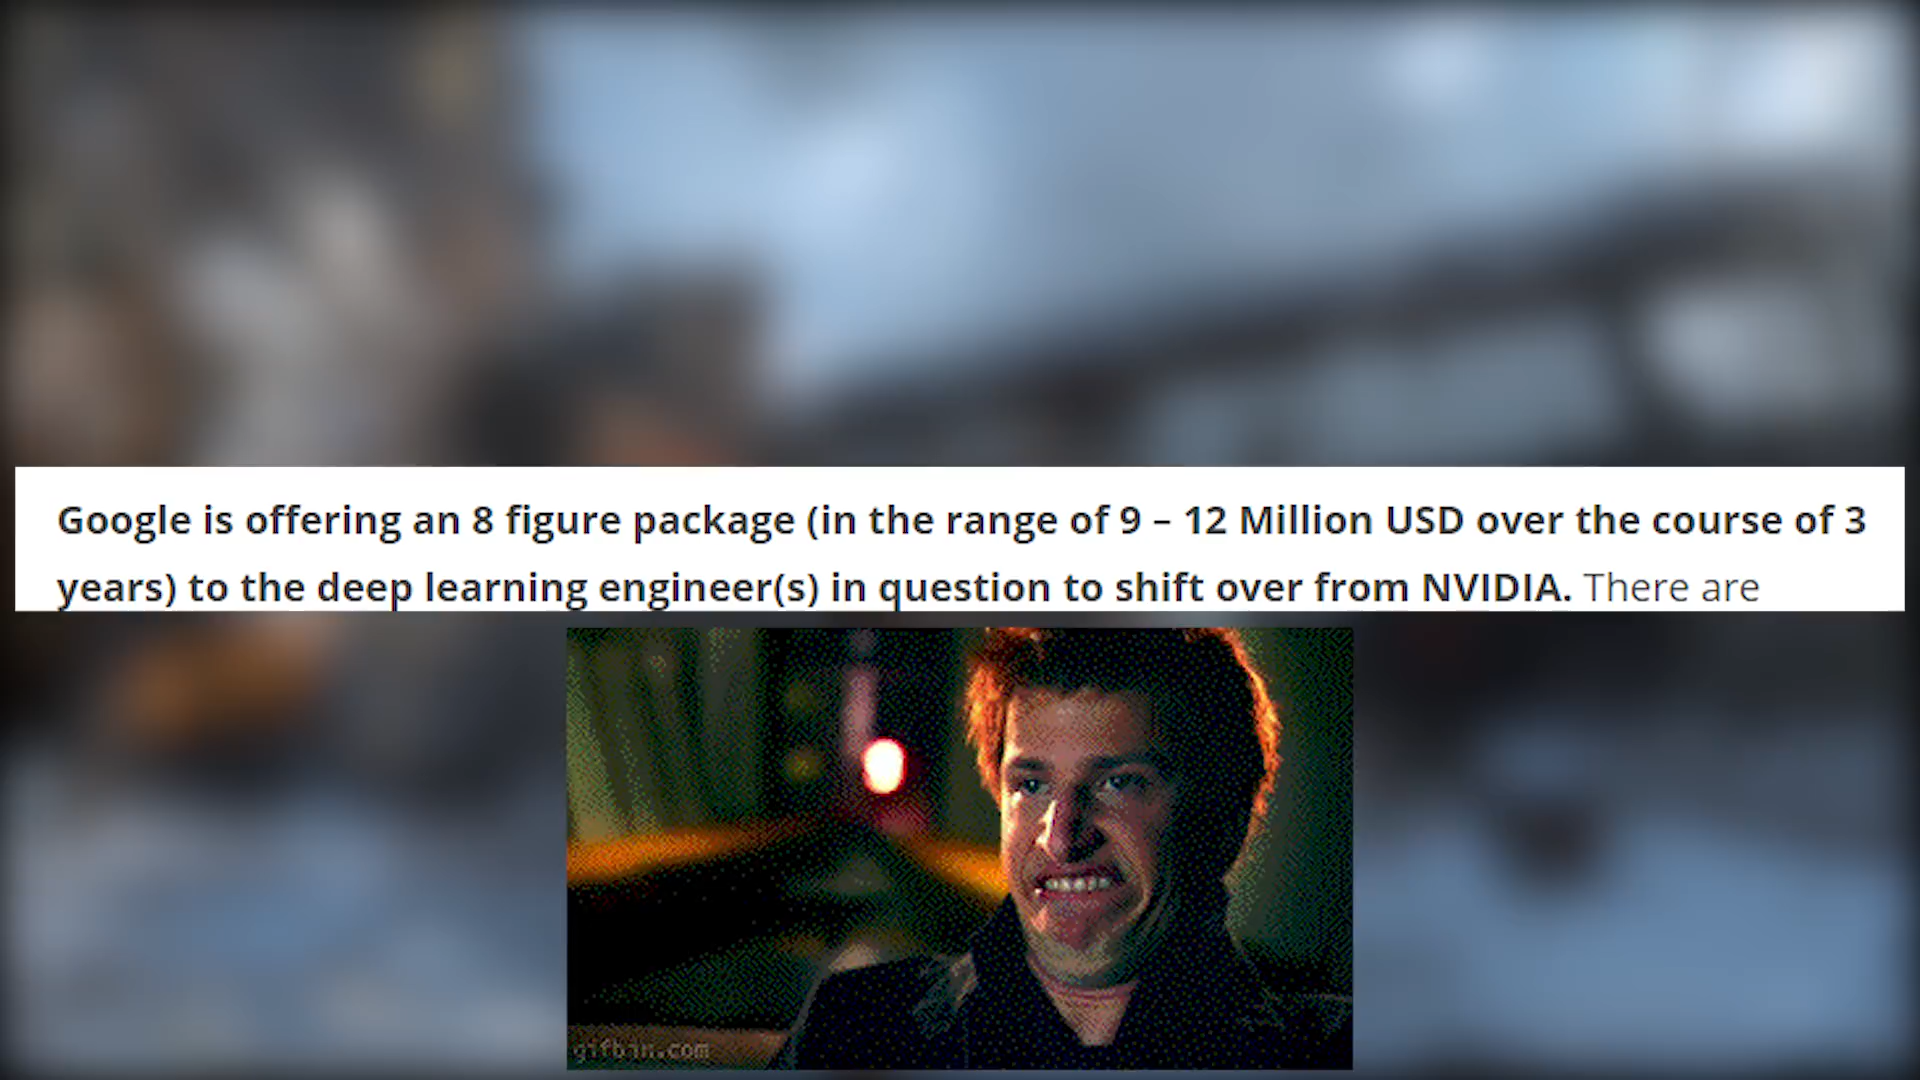 Google is offering an 8 figure package (in the range of 9 – 12 Million USD over the course of 3
years) to the deep learning engineer(s) in question to shift over from NVIDIA. There are
gifbin.com